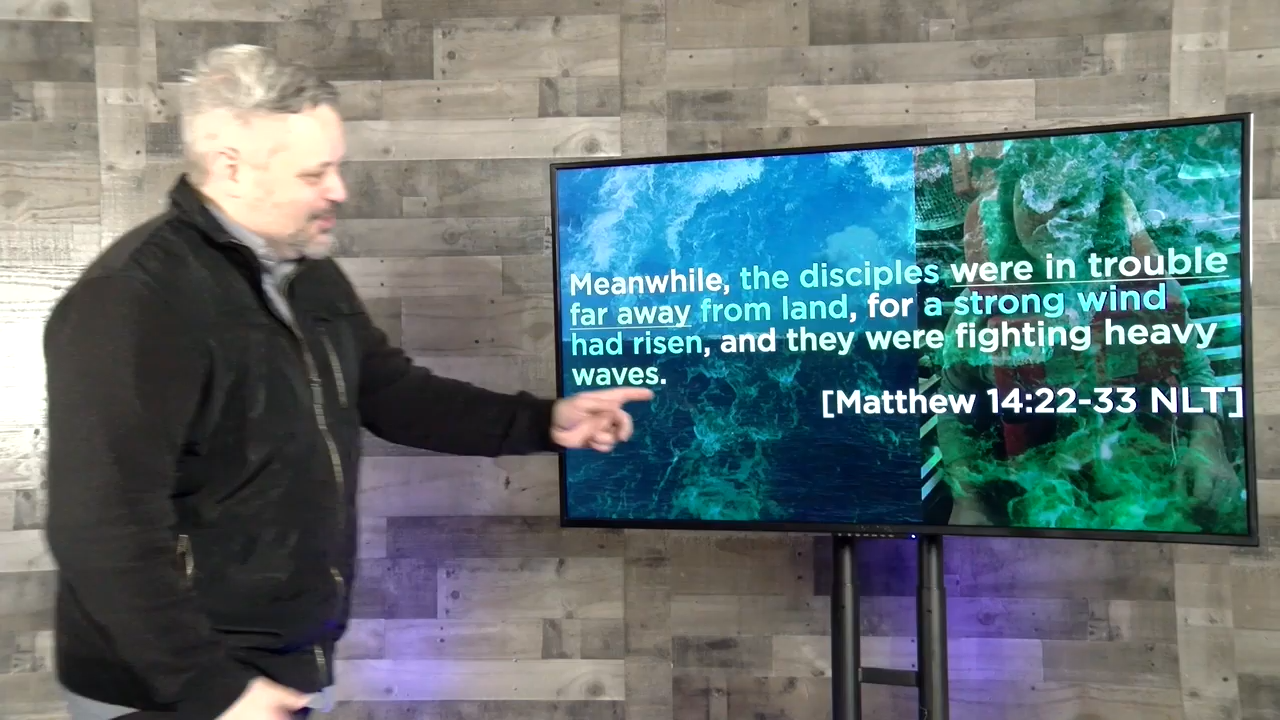 Meanwhile, the disciples were in trouble
far away from land, for a strong wind
had risen, and they were fighting heavy
waves.
[Matthew 14:22-33 NLT]